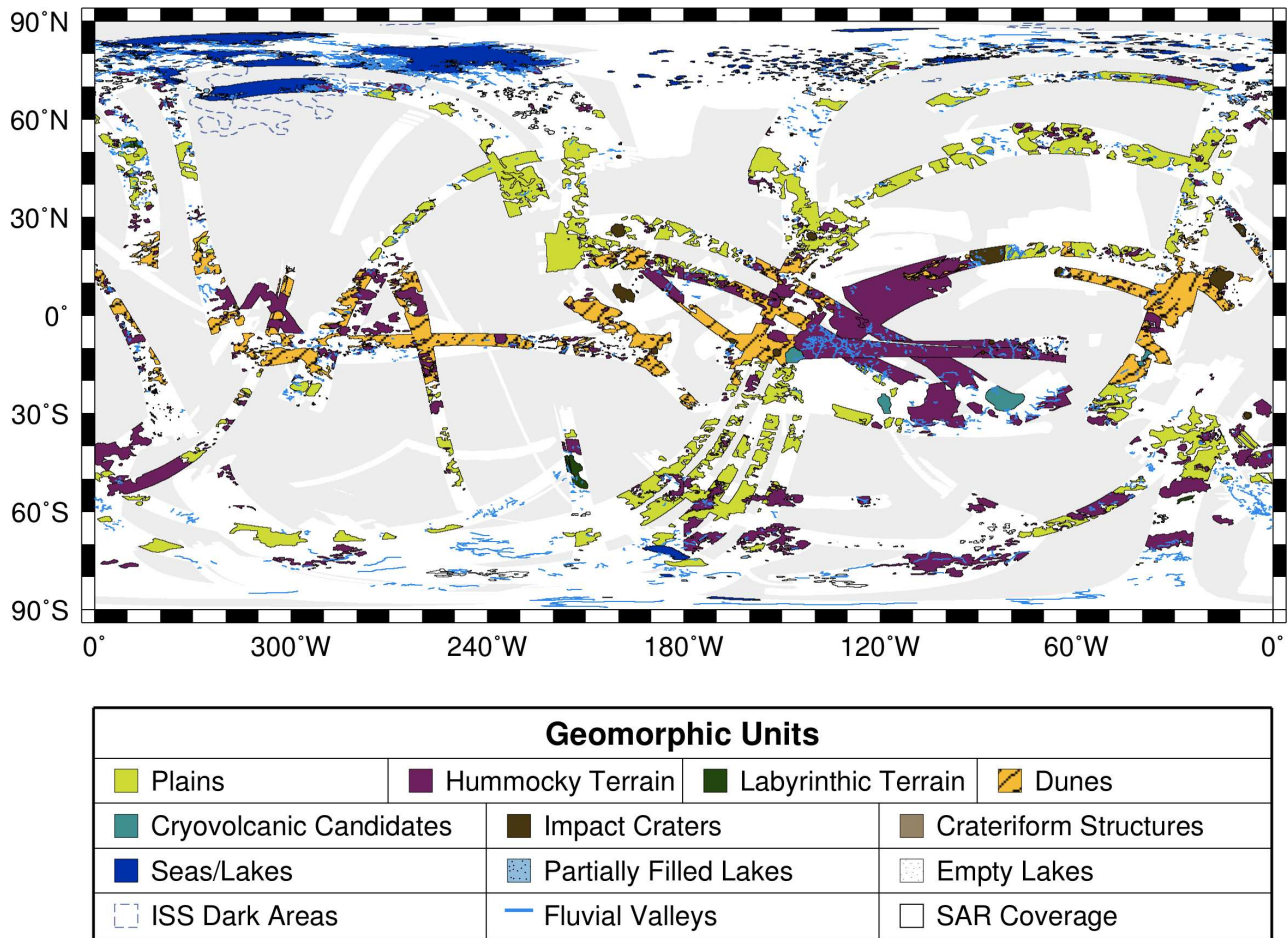 90˚N
60˚N
30˚N
0˚
30˚S
60˚S
90˚S
0˚ 300˚W 240˚W 180˚W 120˚W 60˚W 0˚
Geomorphic Units
Plains Hummocky Terrain Labyrinthic Terrain Dunes
Cryovolcanic Candidates Impact Craters Crateriform Structures
Seas/Lakes Partially Filled Lakes Empty Lakes
ISS Dark Areas Fluvial Valleys SAR Coverage